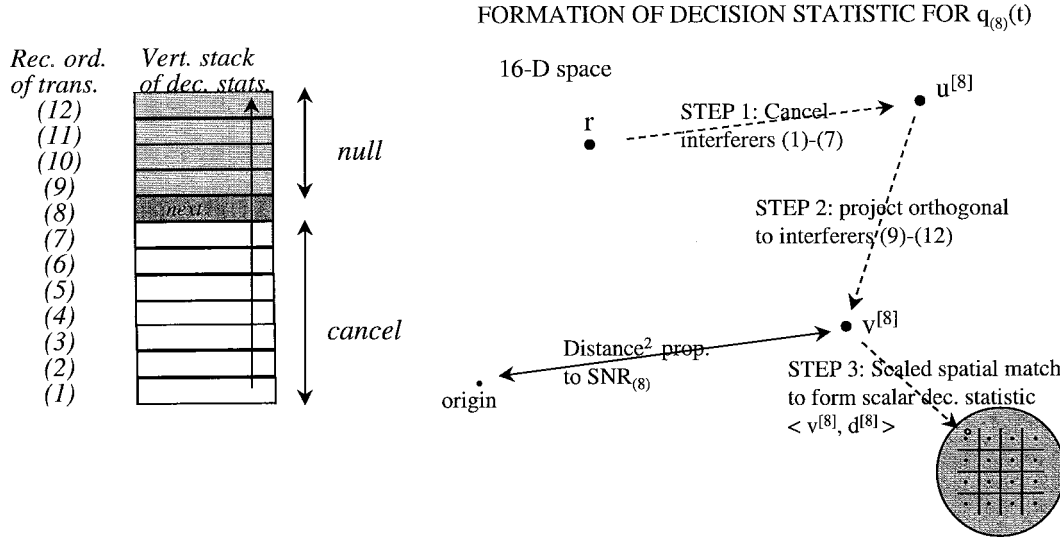 FORMATION OF DECISION STATISTIC FOR q(8)(t)
Rec. ord. Vert. stack
of trans. of dec. stats.
(12)
(11)
(10)
(9)
(8)
(7)
(6)
(5)
(4)
(3)
(2)
(1)
next
null
cancel
16-D space
r
STEP 1: Cancel
interferers (1)-(7)
u[8]
STEP 2: project orthogonal
to interferers (9)-(12)
v[8]
Distance2 prop.
to SNR(8)
origin
STEP 3: Scaled spatial match
to form scalar dec. statistic
< v[8], d[8] >